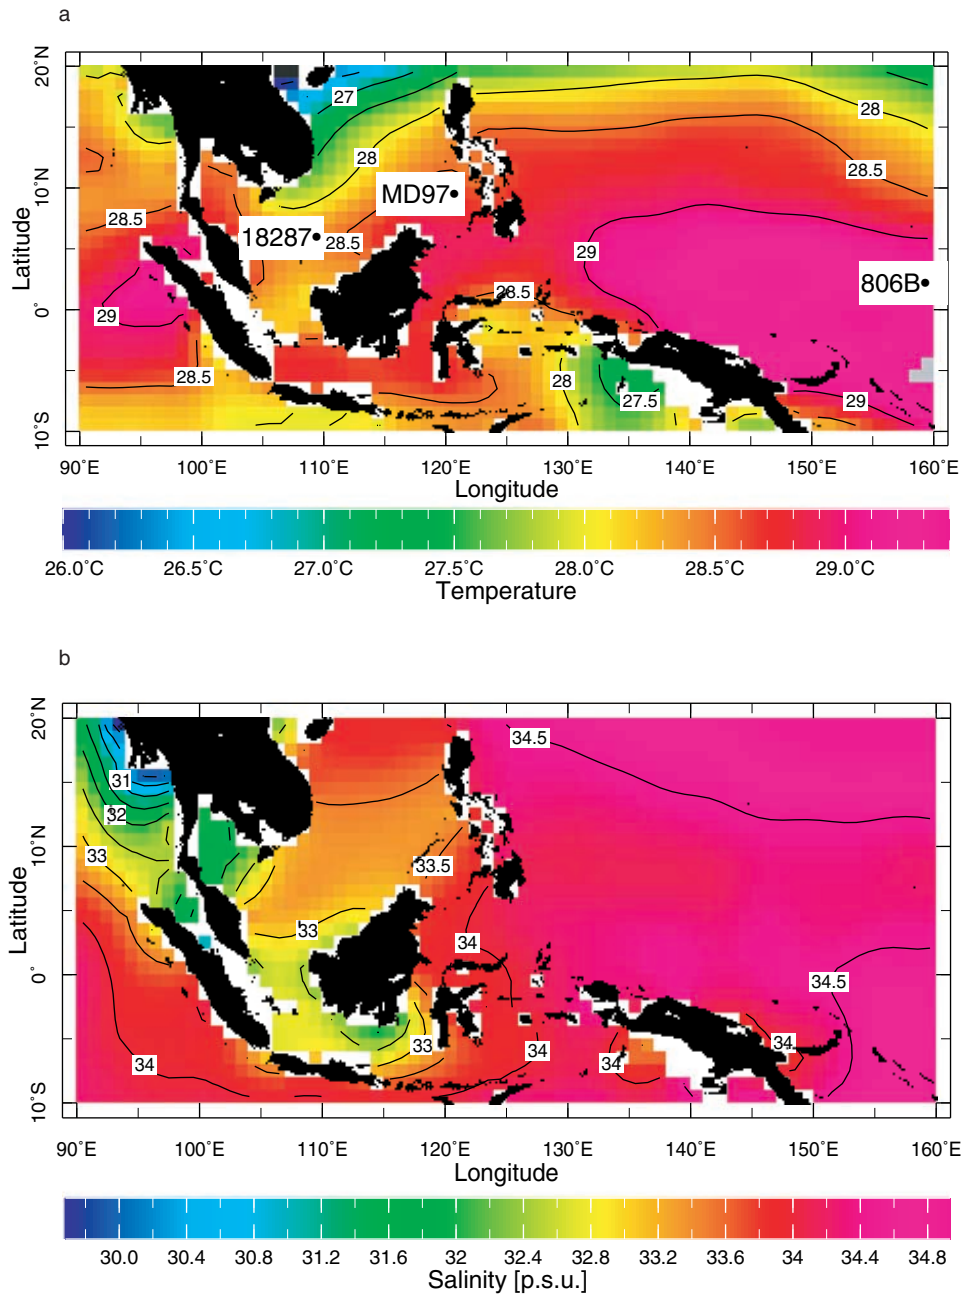 a
20˚N
27
28
28
28.5
10˚N
MD97
28.5
18287
28.5
29
806B
Latitude
0˚
28.5
29
28.5
28
27.5
29
10˚S
90˚E 100˚E 110˚E 120˚E 130˚E 140˚E 150˚E 160˚E
Longitude
26.0˚C 26.5˚C 27.0˚C 27.5˚C 28.0˚C 28.5˚C 29.0˚C
Temperature
b
20˚N
34.5
31
32
10˚N
33
33.5
33
34
Latitude
0˚
34.5
33
34
34
34
34
10˚S
90˚E 100˚E 110˚E 120˚E 130˚E 140˚E 150˚E 160˚E
Longitude
30.0 30.4 30.8 31.2 31.6 32 32.4 32.8 33.2 33.6 34 34.4 34.8
Salinity [p.s.u.]